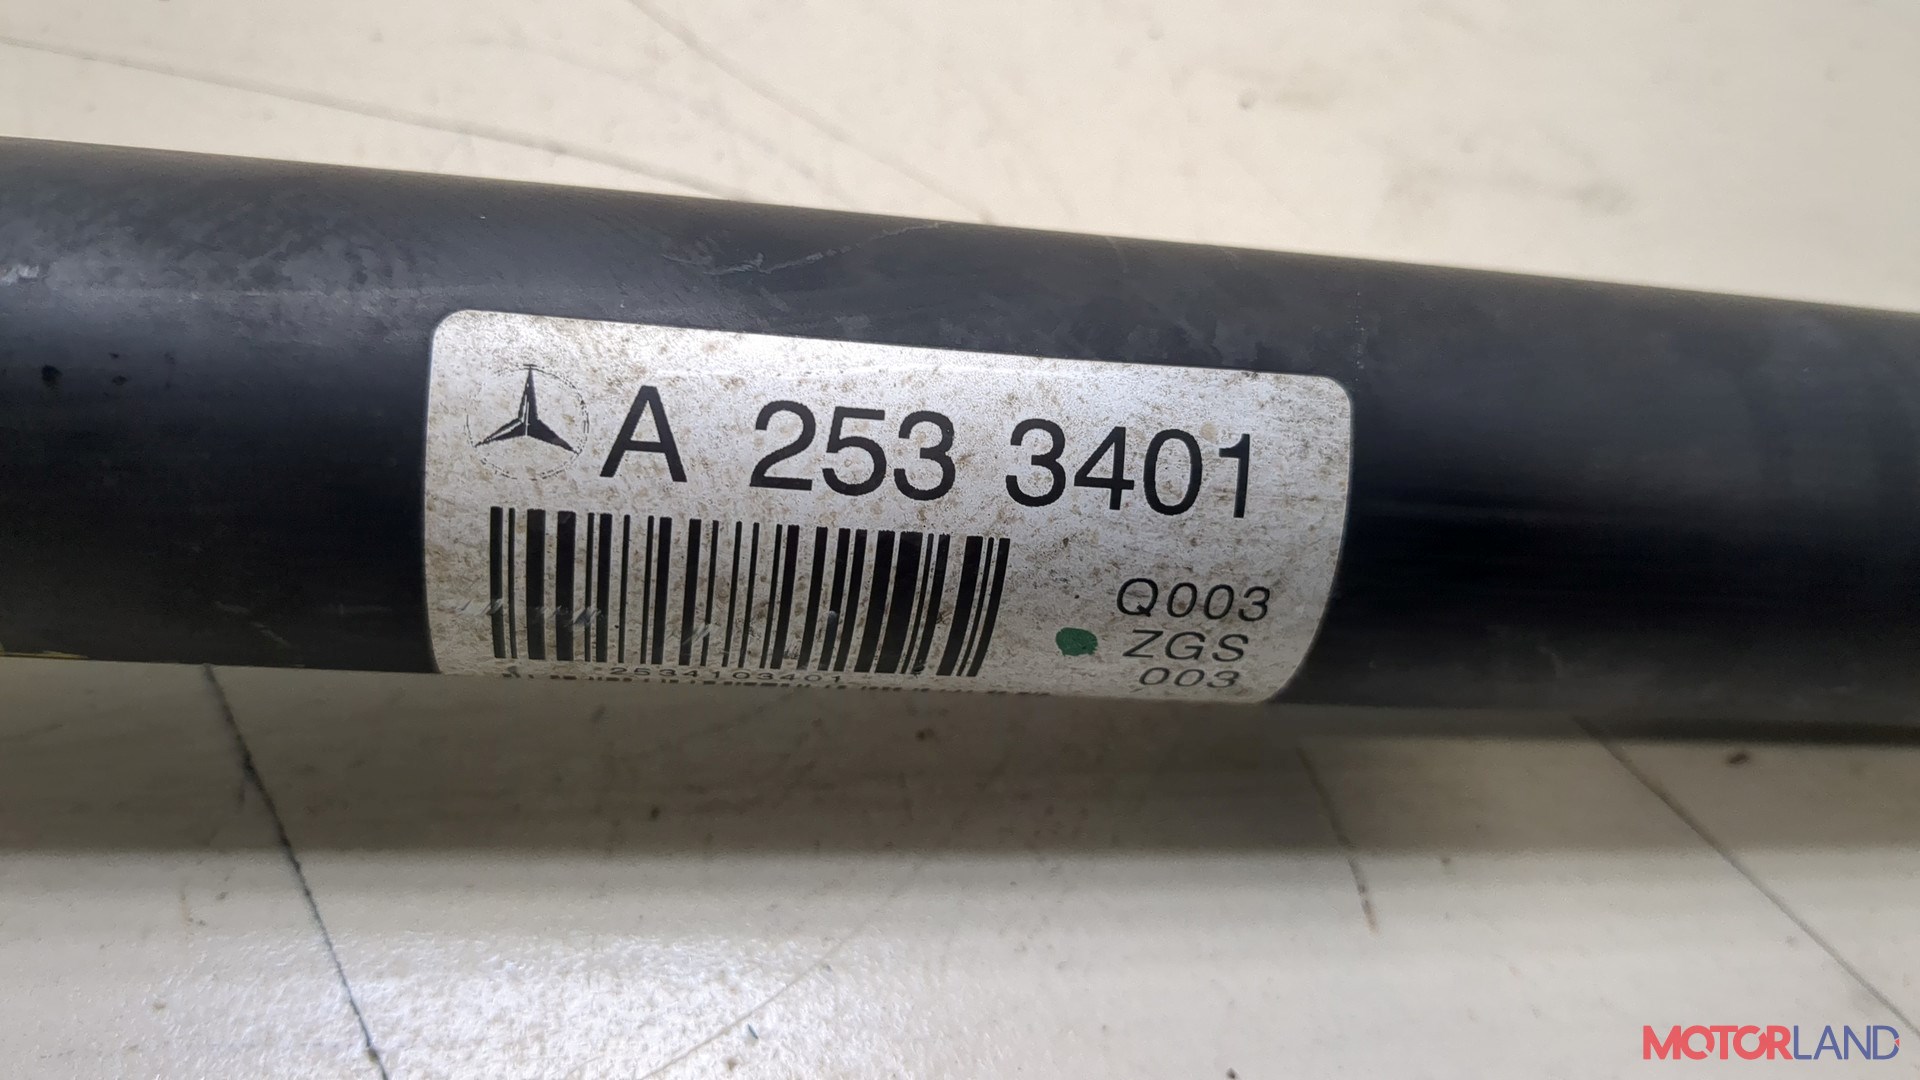 A 253 3401
Q003
ZGS
003
2534103401
MOTORLAND